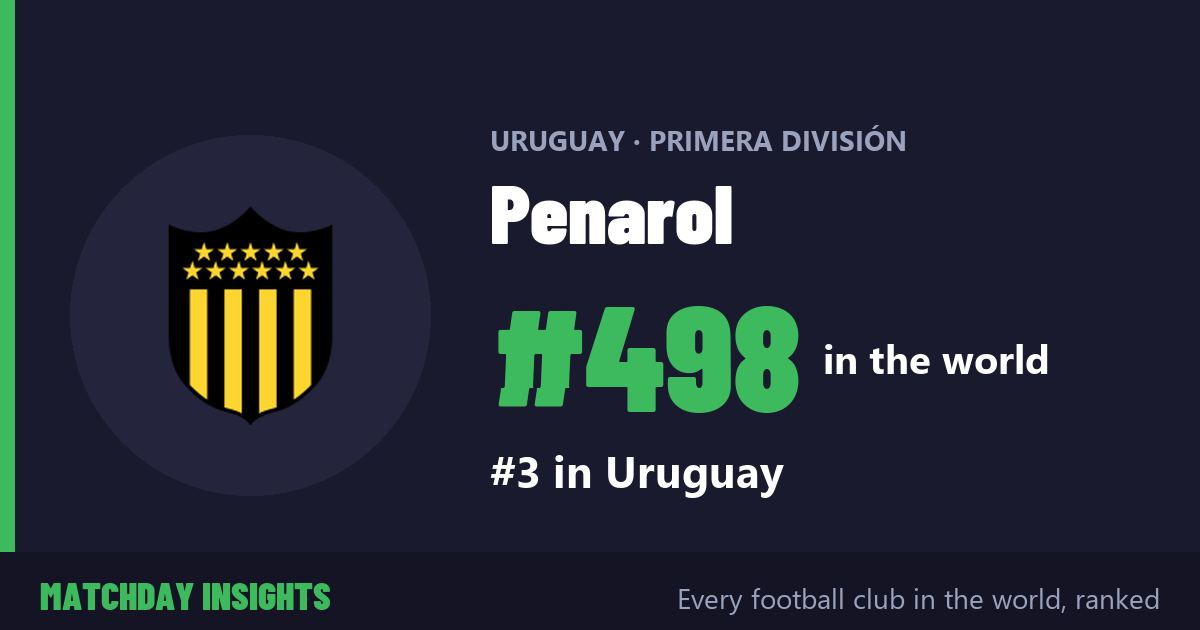 URUGUAY · PRIMERA DIVISIÓN
Penarol
#498 in the world
#3 in Uruguay
MATCHDAY INSIGHTS
Every football club in the world, ranked